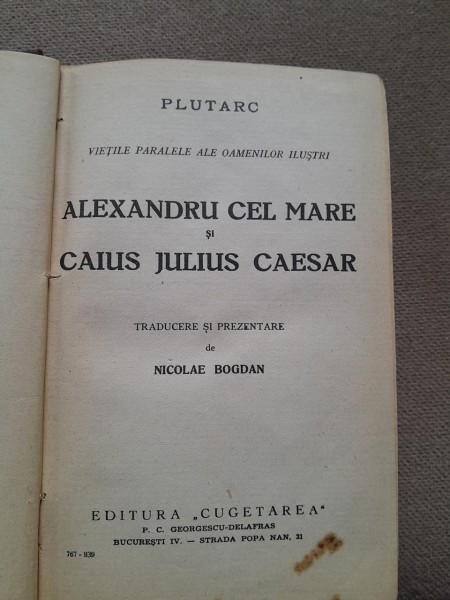 PLUTARC
VIEȚILE PARALELE ALE OAMENILOR ILUȘTRI
ALEXANDRU CEL MARE
și
CAIUS JULIUS CAESAR
TRADUCERE ȘI PREZENTARE
de
NICOLAE BOGDAN
EDITURA „CUGETAREA"
P. C. GEORGESCU-DELAFRAS
BUCUREȘTI IV. — STRADA POPA NAN, 21
767 - 939